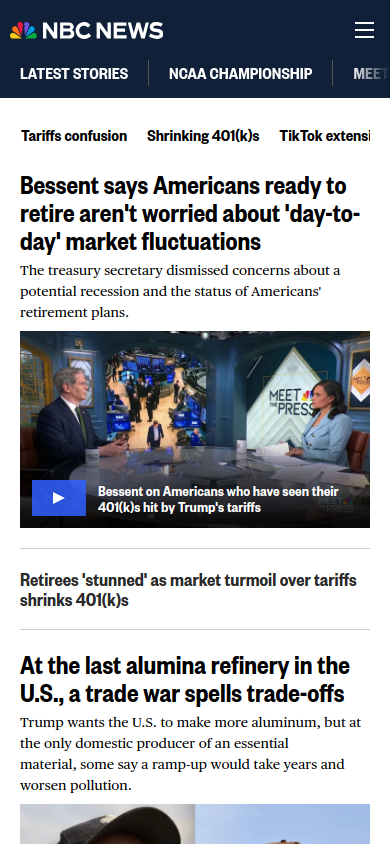 NBC NEWS
LATEST STORIES
NCAA CHAMPIONSHIP
MEET
Tariffs confusion
Shrinking 401(k)s
TikTok extensi
Bessent says Americans ready to
retire aren't worried about 'day-to-
day' market fluctuations
The treasury secretary dismissed concerns about a
potential recession and the status of Americans'
retirement plans.
MEET
THE PRESS
Bessent on Americans who have seen their
401(k)s hit by Trump's tariffs
Retirees 'stunned' as market turmoil over tariffs
shrinks 401(k)s
At the last alumina refinery in the
U.S., a trade war spells trade-offs
Trump wants the U.S. to make more aluminum, but at
the only domestic producer of an essential
material, some say a ramp-up would take years and
worsen pollution.